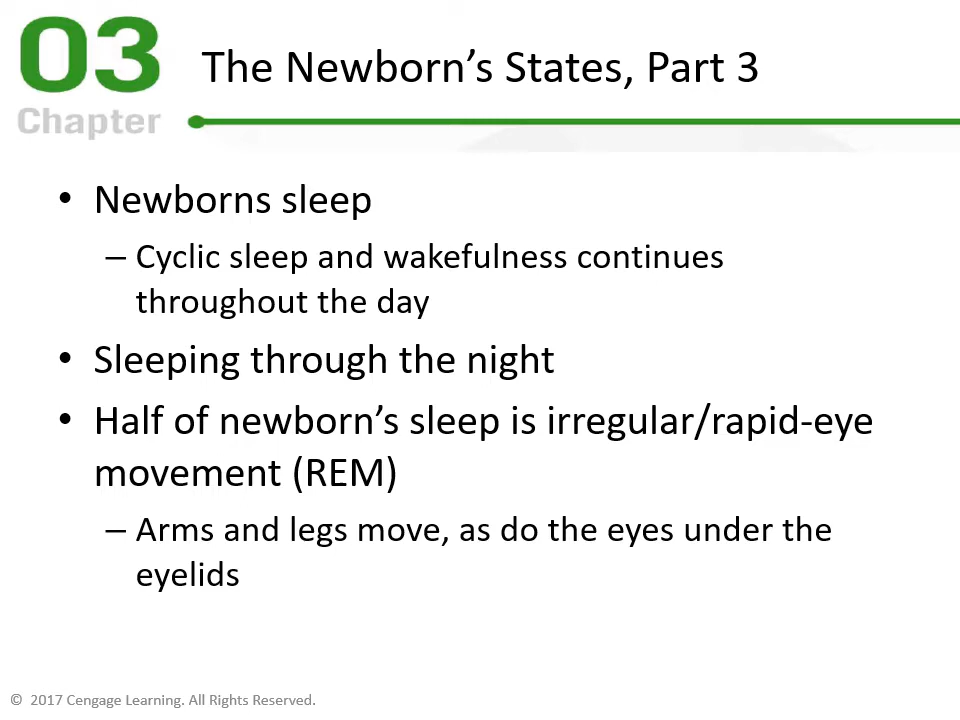 03
Chapter
The Newborn’s States, Part 3
• Newborns sleep
– Cyclic sleep and wakefulness continues
throughout the day
• Sleeping through the night
• Half of newborn’s sleep is irregular/rapid-eye
movement (REM)
– Arms and legs move, as do the eyes under the
eyelids
© 2017 Cengage Learning. All Rights Reserved.